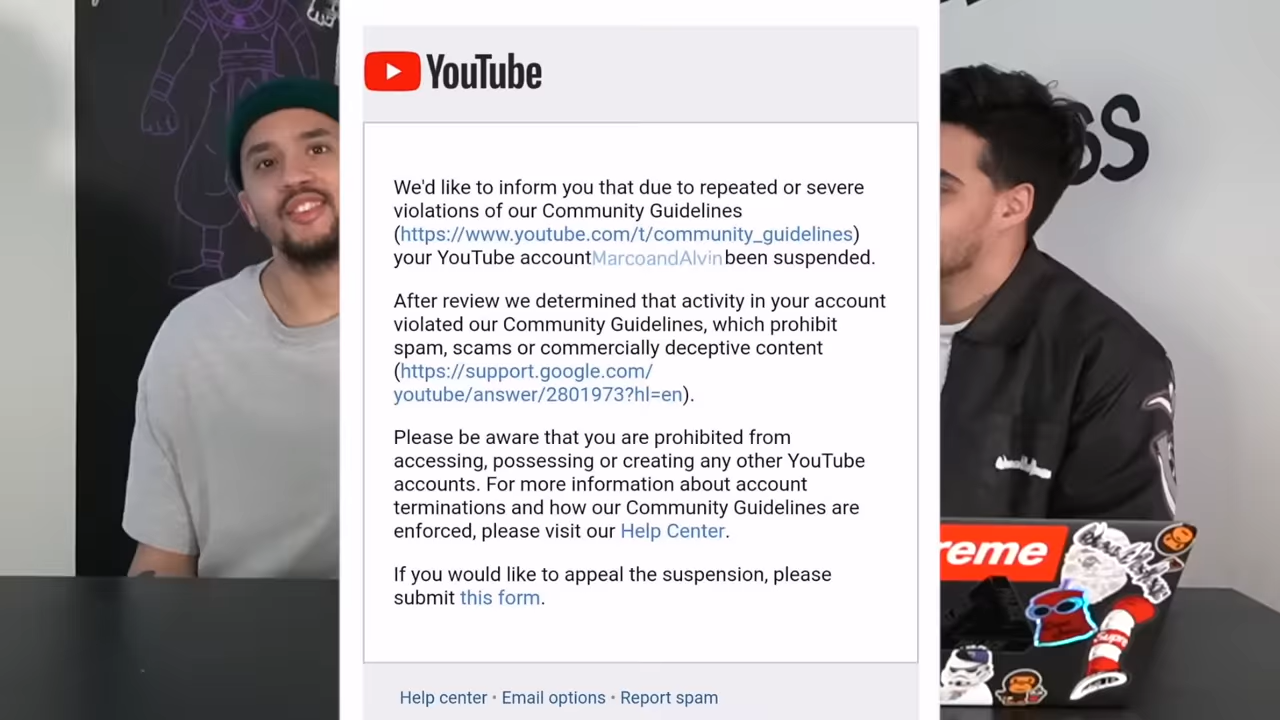 YouTube
We'd like to inform you that due to repeated or severe
violations of our Community Guidelines
(https://www.youtube.com/t/community_guidelines)
your YouTube account MarcoandAlvin been suspended.
After review we determined that activity in your account
violated our Community Guidelines, which prohibit
spam, scams or commercially deceptive content
(https://support.google.com/
youtube/answer/2801973?hl=en).
Please be aware that you are prohibited from
accessing, possessing or creating any other YouTube
accounts. For more information about account
terminations and how our Community Guidelines are
enforced, please visit our Help Center.
If you would like to appeal the suspension, please
submit this form.
Help center • Email options • Report spam
ss
reme
Supre